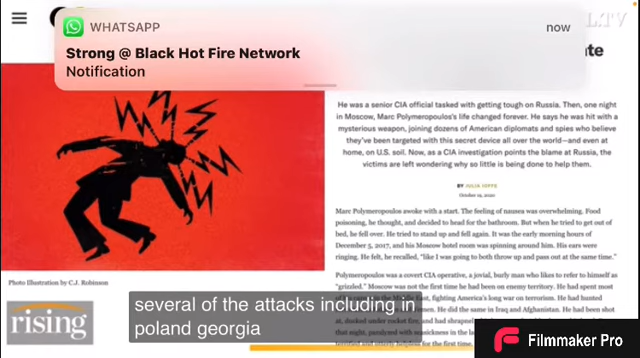 WHATSAPP
now
Strong @ Black Hot Fire Network
Notification
.TV
ate
He was a senior CIA official tasked with getting tough on Russia. Then, one night
in Moscow, Marc Polymeropoulos's life changed forever. He says he was hit with a
mysterious weapon, joining dozens of American diplomats and spies who believe
they've been targeted with this secret device all over the world—and even at
home, on U.S. soil. Now, as a CIA investigation points the blame at Russia, the
victims are left wondering why so little is being done to help them.
BY JULIA IOFFE
October 19, 2020
Marc Polymeropoulos awoke with a start. The feeling of nausea was overwhelming. Food
poisoning, he thought, and decided to head for the bathroom. But when he tried to get out of
bed, he fell over. He tried to stand up and fell again. It was the early morning hours of
December 5, 2017, and his Moscow hotel room was spinning around him. His ears were
ringing. He felt, he recalled, "like I was going to both throw up and pass out at the same time."
Polymeropoulos was a covert CIA operative, a jovial, burly man who likes to refer to himself as
"grizzled." Moscow was not the first time he had been on enemy territory. He had spent most
East, fighting America's long war on terrorism. He had hunted
He did the same in Iraq and Afghanistan. He had been shot
Photo Illustration by C.J. Robinson
rising
several of the attacks including in
poland georgia
Filmmaker Pro